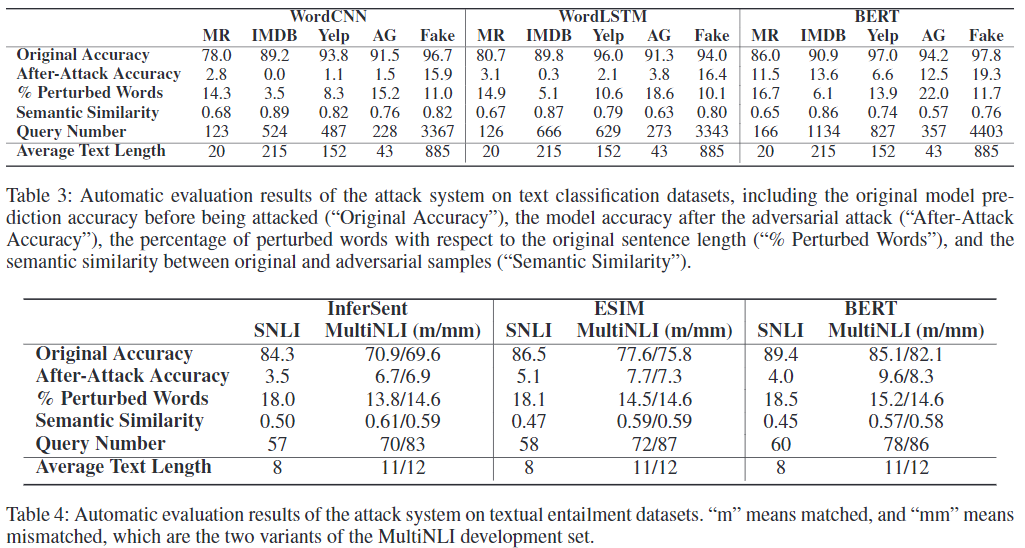 WordCNN WordLSTM BERT
MR IMDB Yelp AG Fake MR IMDB Yelp AG Fake MR IMDB Yelp AG Fake
Original Accuracy 78.0 89.2 93.8 91.5 96.7 80.7 89.8 96.0 91.3 94.0 86.0 90.9 97.0 94.2 97.8
After-Attack Accuracy 2.8 0.0 1.1 1.5 15.9 3.1 0.3 2.1 3.8 16.4 11.5 13.6 6.6 12.5 19.3
% Perturbed Words 14.3 3.5 8.3 15.2 11.0 14.9 5.1 10.6 18.6 10.1 16.7 6.1 13.9 22.0 11.7
Semantic Similarity 0.68 0.89 0.82 0.76 0.82 0.67 0.87 0.79 0.63 0.80 0.65 0.86 0.74 0.57 0.76
Query Number 123 524 487 228 3367 126 666 629 273 3343 166 1134 827 357 4403
Average Text Length 20 215 152 43 885 20 215 152 43 885 20 215 152 43 885
Table 3: Automatic evaluation results of the attack system on text classification datasets, including the original model pre-
diction accuracy before being attacked (“Original Accuracy”), the model accuracy after the adversarial attack (“After-Attack
Accuracy”), the percentage of perturbed words with respect to the original sentence length (“% Perturbed Words”), and the
semantic similarity between original and adversarial samples (“Semantic Similarity”).
InferSent ESIM BERT
SNLI MultiNLI (m/mm) SNLI MultiNLI (m/mm) SNLI MultiNLI (m/mm)
Original Accuracy 84.3 70.9/69.6 86.5 77.6/75.8 89.4 85.1/82.1
After-Attack Accuracy 3.5 6.7/6.9 5.1 7.7/7.3 4.0 9.6/8.3
% Perturbed Words 18.0 13.8/14.6 18.1 14.5/14.6 18.5 15.2/14.6
Semantic Similarity 0.50 0.61/0.59 0.47 0.59/0.59 0.45 0.57/0.58
Query Number 57 70/83 58 72/87 60 78/86
Average Text Length 8 11/12 8 11/12 8 11/12
Table 4: Automatic evaluation results of the attack system on textual entailment datasets. “m” means matched, and “mm” means
mismatched, which are the two variants of the MultiNLI development set.